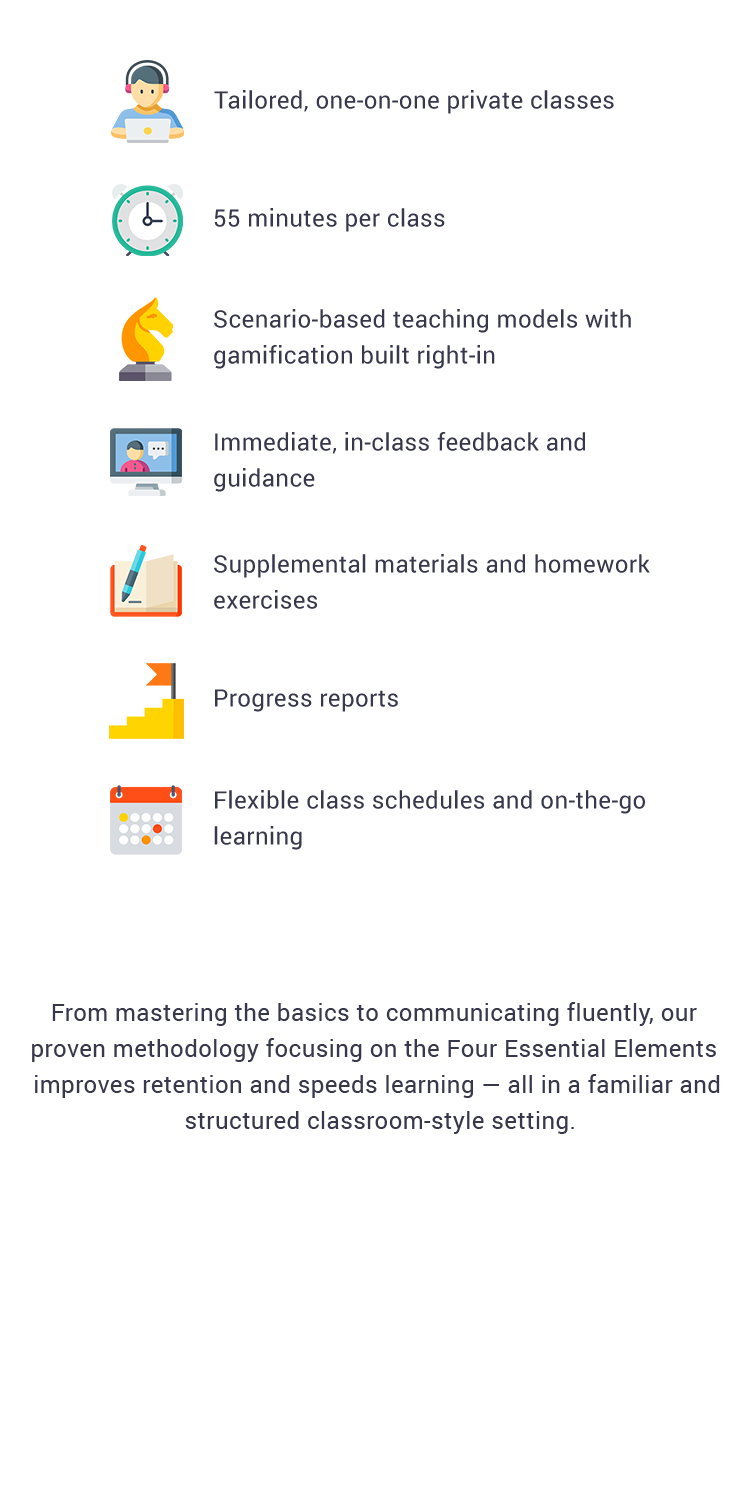 Tailored, one-on-one private classes
55 minutes per class
Scenario-based teaching models with
gamification built right-in
Immediate, in-class feedback and
guidance
Supplemental materials and homework
exercises
Progress reports
Flexible class schedules and on-the-go
learning
From mastering the basics to communicating fluently, our
proven methodology focusing on the Four Essential Elements
improves retention and speeds learning — all in a familiar and
structured classroom-style setting.